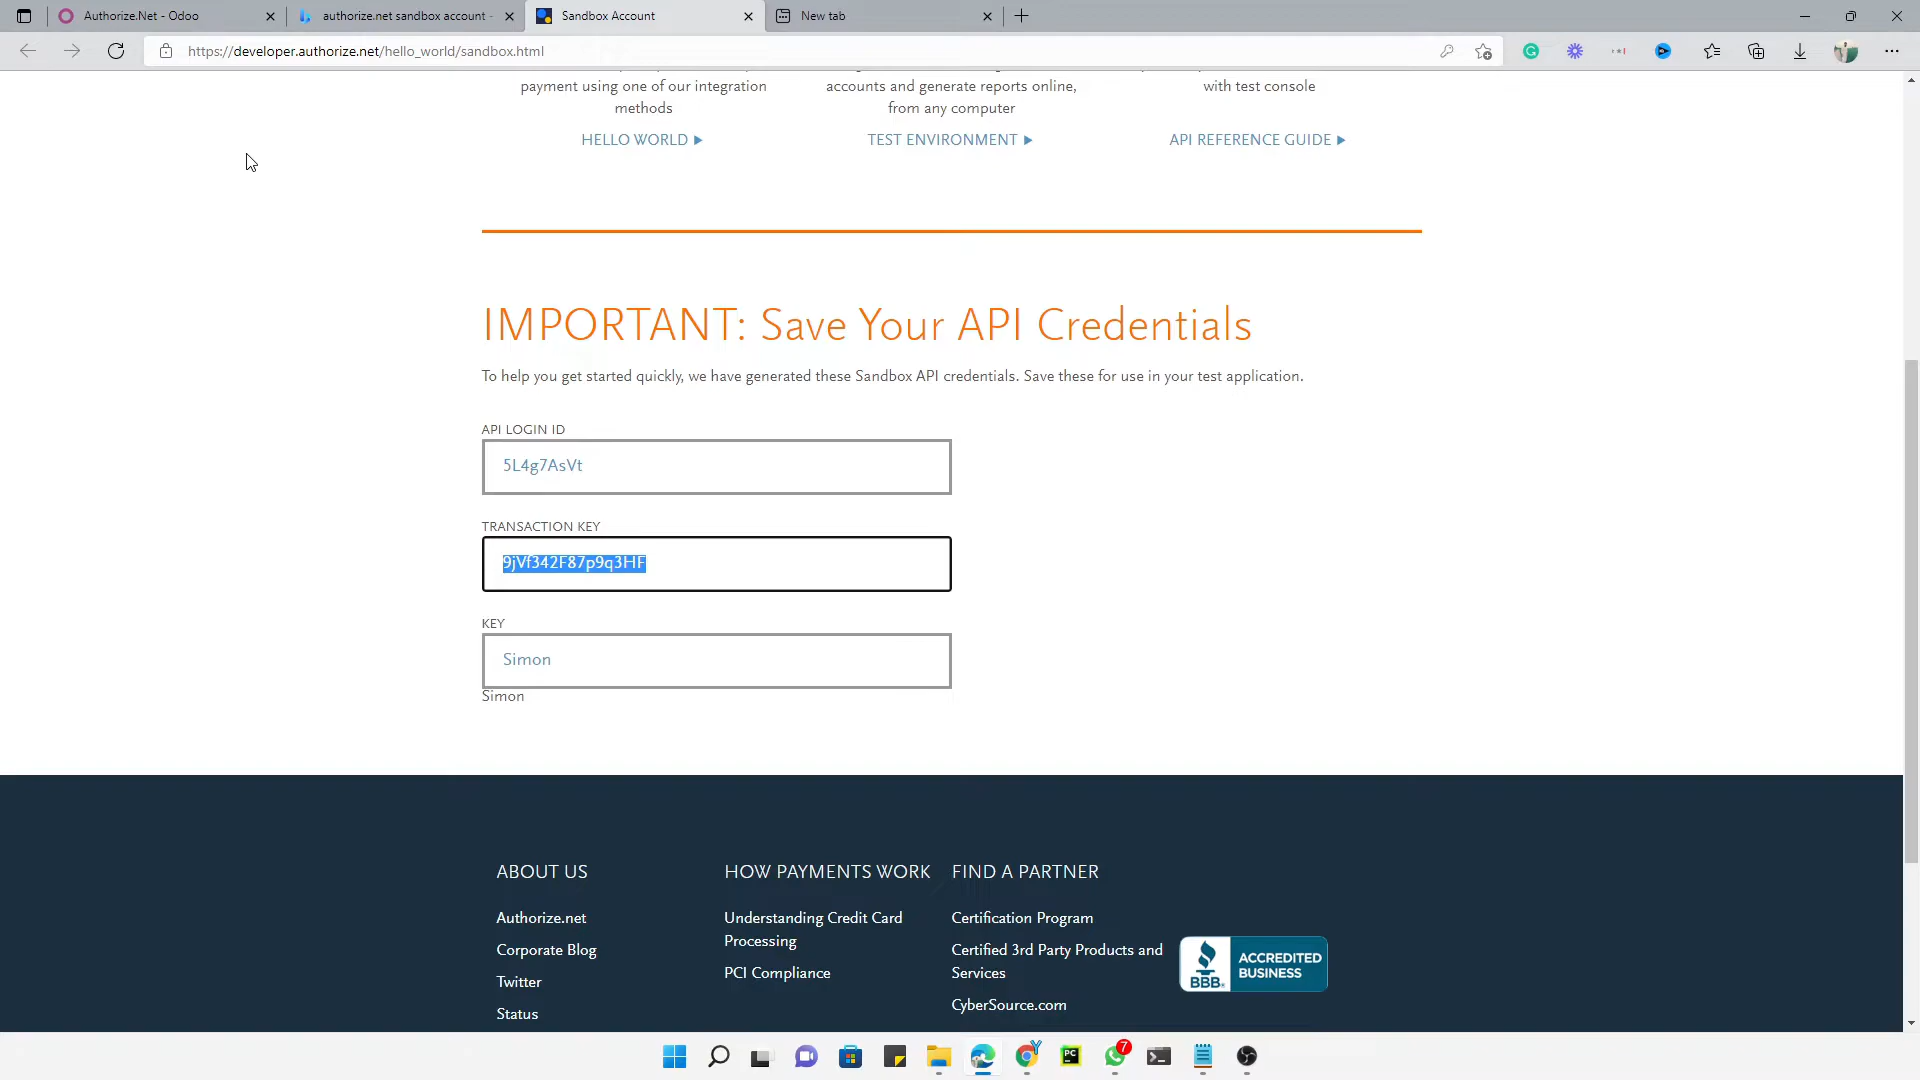 Authorize.Net - Odoo
authorize.net sandbox account -
Sandbox Account
New tab
https://developer.authorize.net/hello_world/sandbox.html
payment using one of our integration
methods
accounts and generate reports online,
from any computer
with test console
HELLO WORLD ▶
TEST ENVIRONMENT ▶
API REFERENCE GUIDE ▶
IMPORTANT: Save Your API Credentials
To help you get started quickly, we have generated these Sandbox API credentials. Save these for use in your test application.
API LOGIN ID
5L4g7AsVt
TRANSACTION KEY
9jVf342F87p9q3HF
KEY
Simon
Simon
ABOUT US
Authorize.net
Corporate Blog
Twitter
Status
HOW PAYMENTS WORK
Understanding Credit Card
Processing
PCI Compliance
FIND A PARTNER
Certification Program
Certified 3rd Party Products and
Services
CyberSource.com
BBB.
ACCREDITED
BUSINESS
PC
7